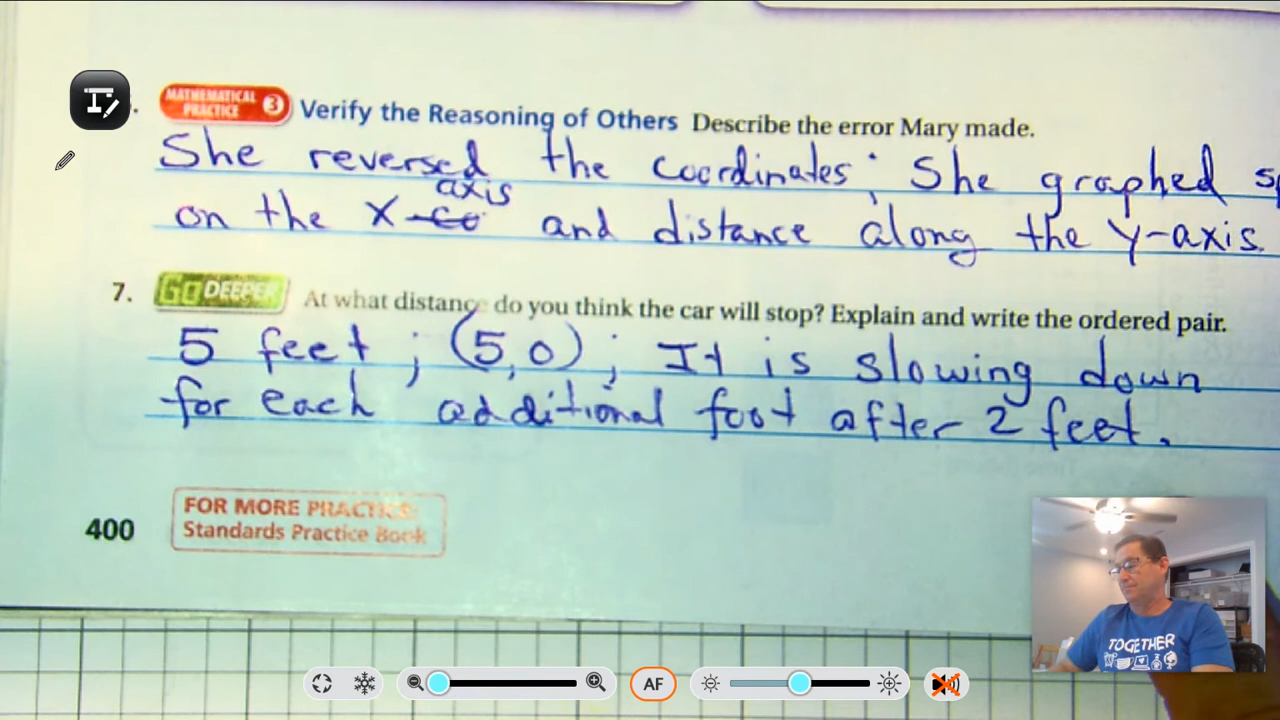 MATHEMATICAL PRACTICE 3 Verify the Reasoning of Others Describe the error Mary made.
She reversed the coordinates; She graphed
axis
on the x- and distance along the y-axis.
7. GO DEEPER At what distance do you think the car will stop? Explain and write the ordered pair.
5 feet ; (5,0) ; It is slowing down
for each additional foot after 2 feet.
400
FOR MORE PRACTICE:
Standards Practice Book
TOGETHER
AF